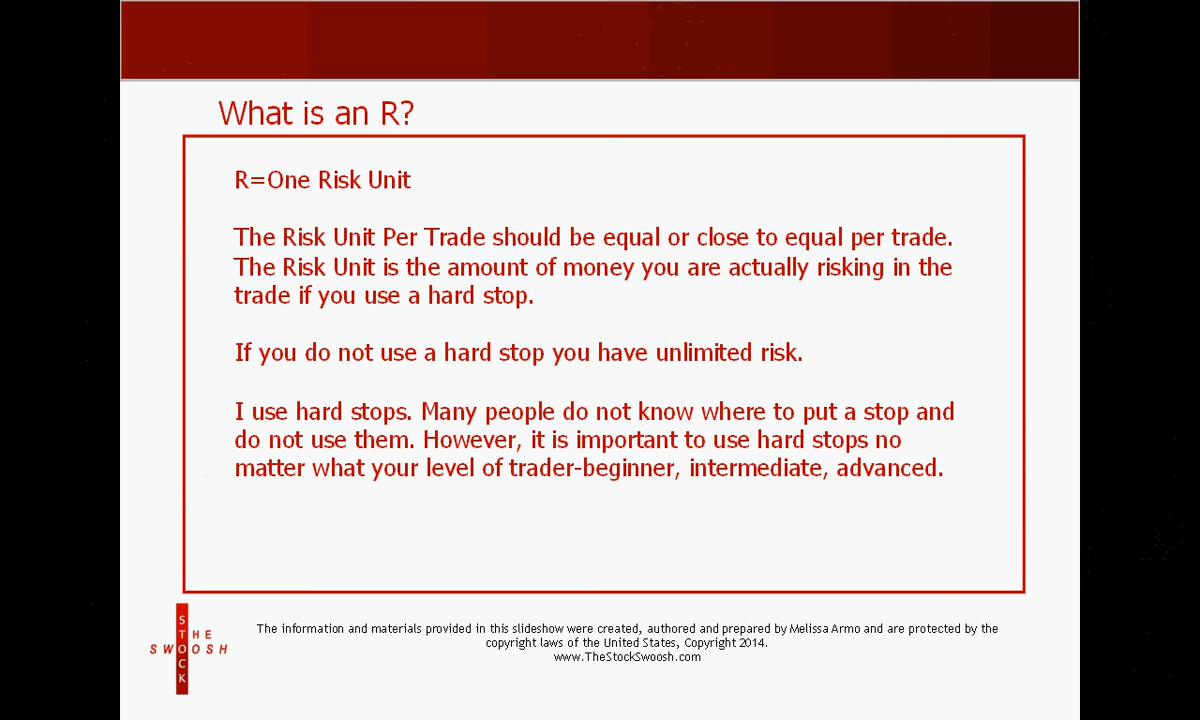 What is an R?
R=One Risk Unit
The Risk Unit Per Trade should be equal or close to equal per trade.
The Risk Unit is the amount of money you are actually risking in the
trade if you use a hard stop.
If you do not use a hard stop you have unlimited risk.
I use hard stops. Many people do not know where to put a stop and
do not use them. However, it is important to use hard stops no
matter what your level of trader-beginner, intermediate, advanced.
THE
STOCK
SWOOSH
The information and materials provided in this slideshow were created, authored and prepared by Melissa Armo and are protected by the
copyright laws of the United States, Copyright 2014.
www.TheStockSwoosh.com